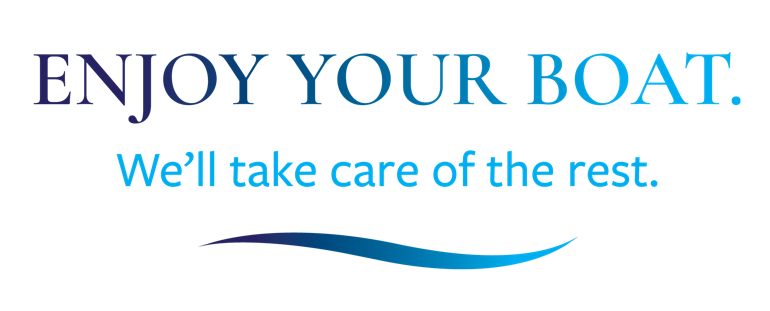 ENJOY YOUR BOAT.
We’ll take care of the rest.